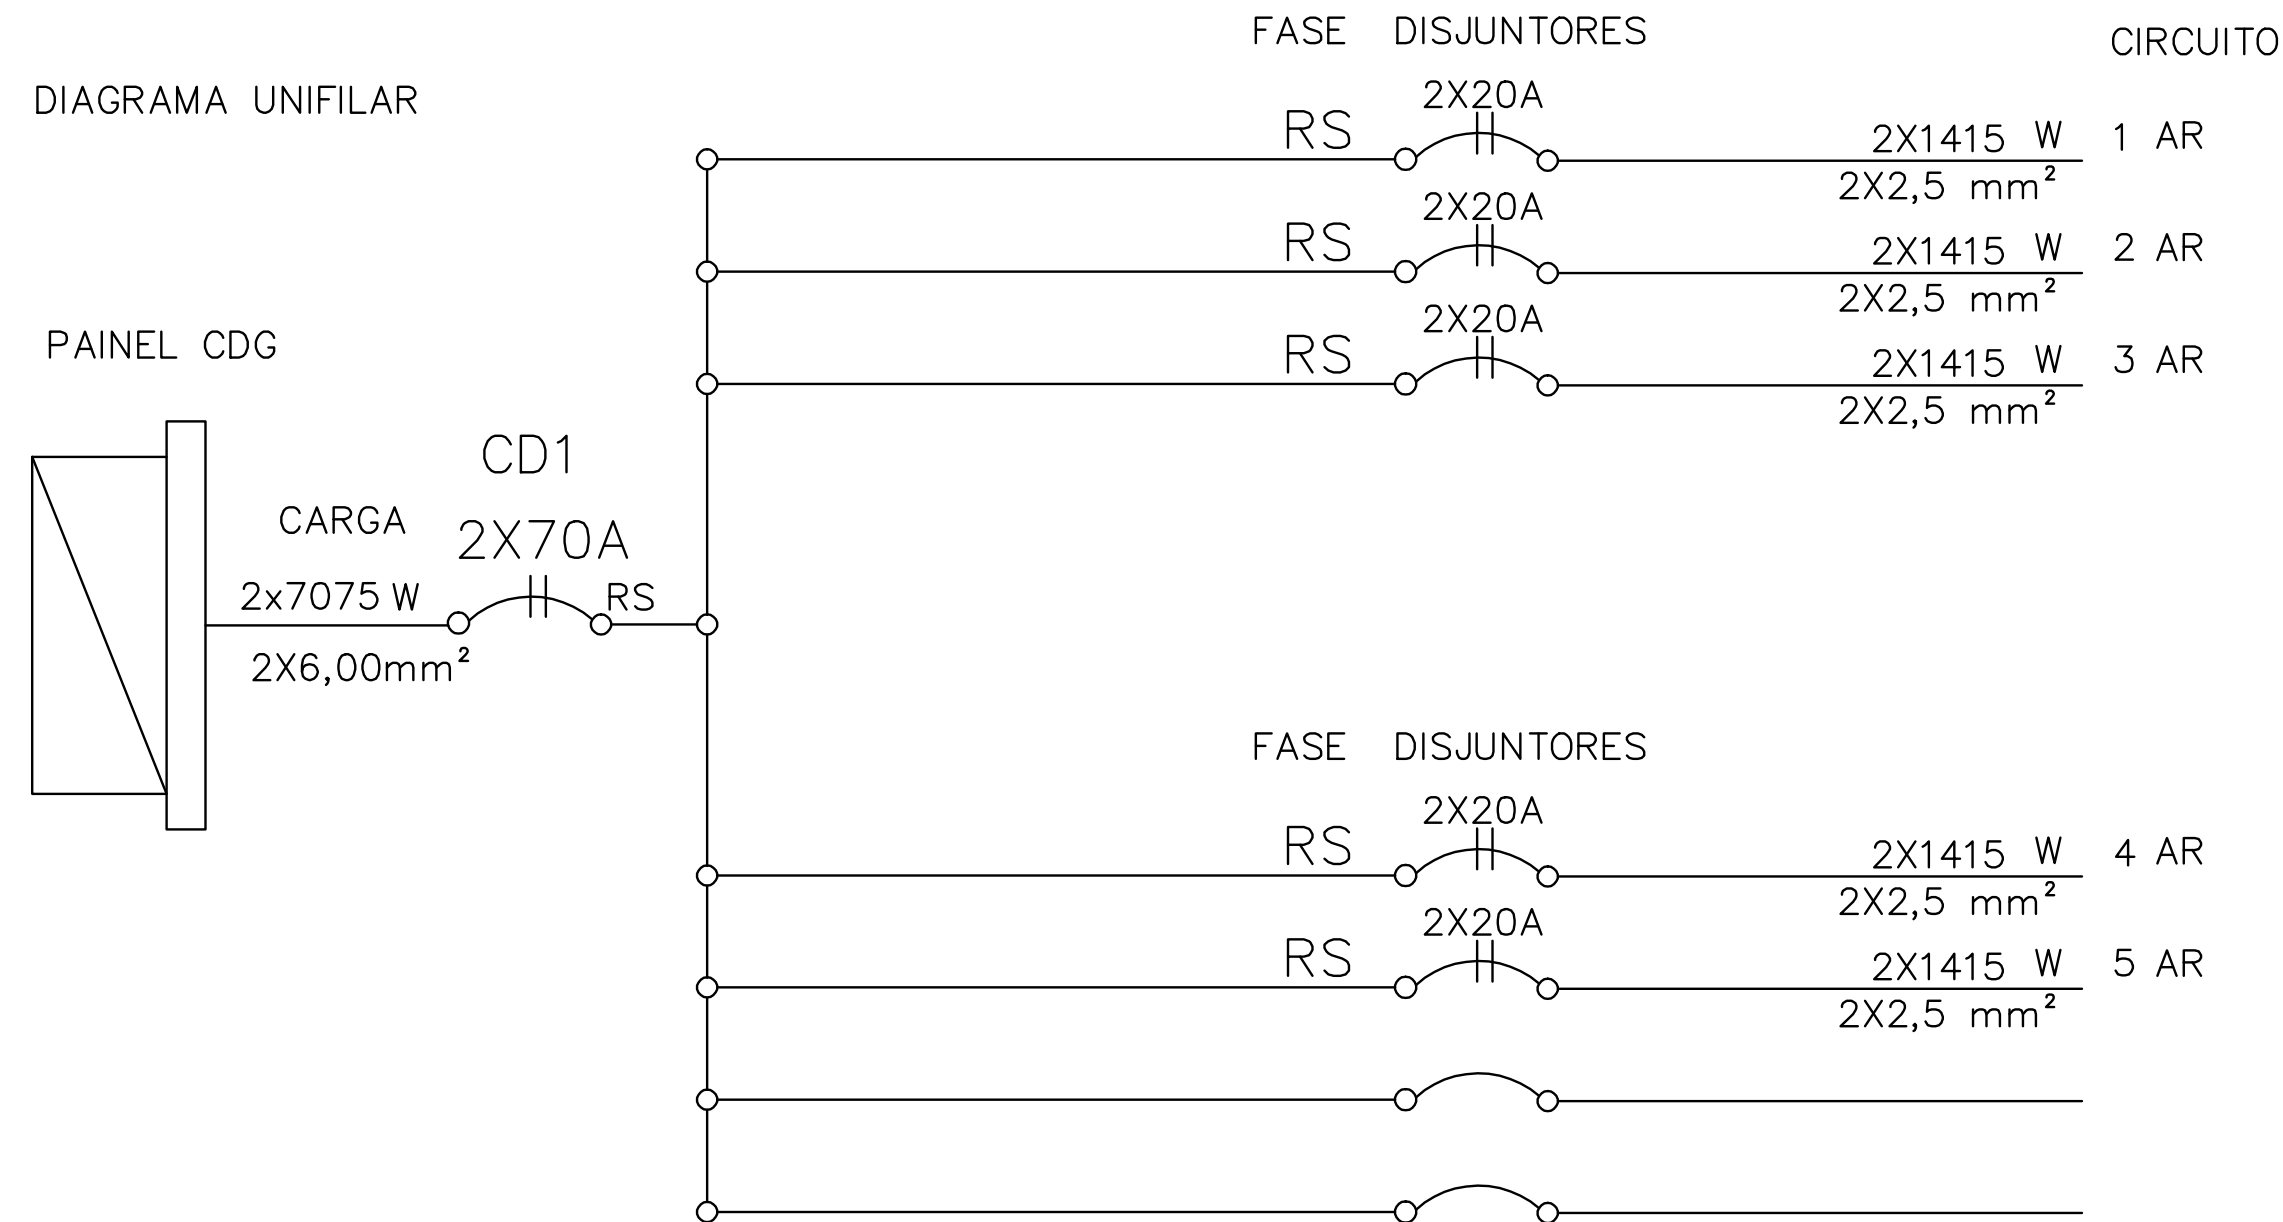 FASE DISJUNTORES CIRCUITO
DIAGRAMA UNIFILAR
2X20A
RS 2X1415 W 1 AR
2X2,5 mm²
2X20A
RS 2X1415 W 2 AR
2X2,5 mm²
2X20A
RS 2X1415 W 3 AR
2X2,5 mm²
PAINEL CDG
CD1
CARGA
2X70A
2x7075 W RS
2X6,00mm²
FASE DISJUNTORES
2X20A
RS 2X1415 W 4 AR
2X2,5 mm²
2X20A
RS 2X1415 W 5 AR
2X2,5 mm²